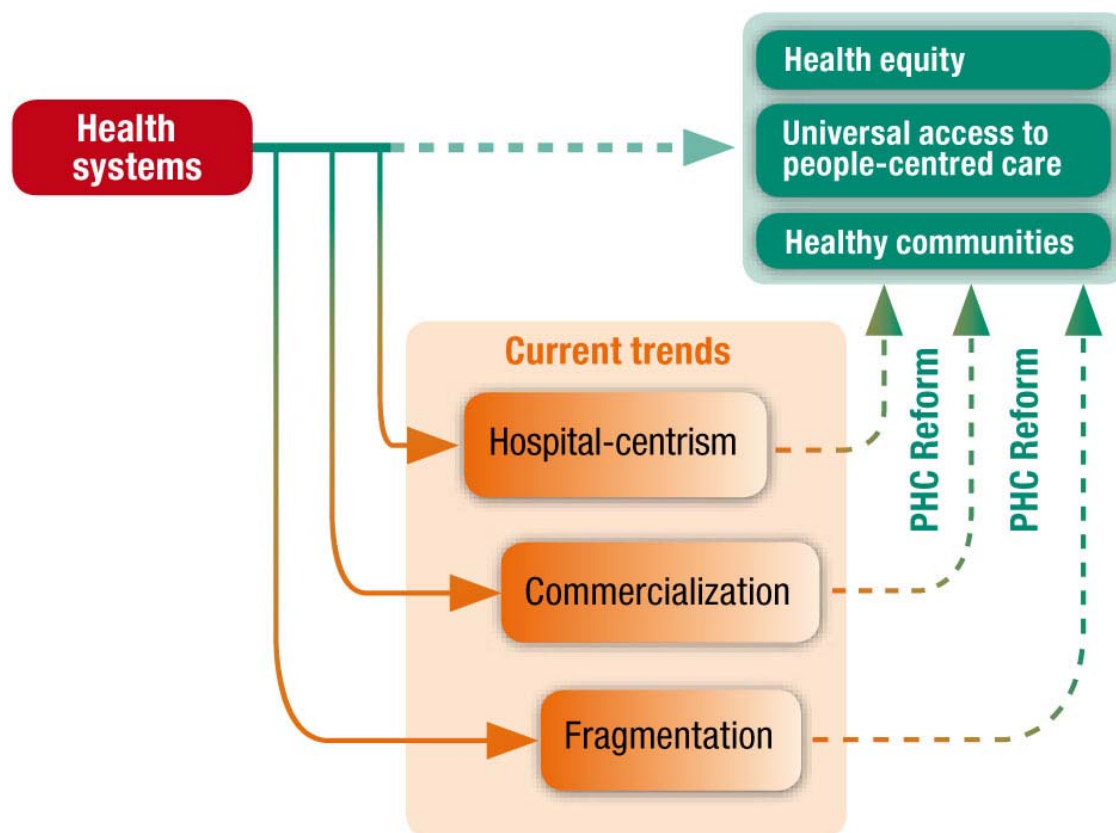 Health
systems
Health equity
Universal access to
people-centred care
Healthy communities
Current trends
Hospital-centrism
Commercialization
Fragmentation
PHC Reform
PHC Reform